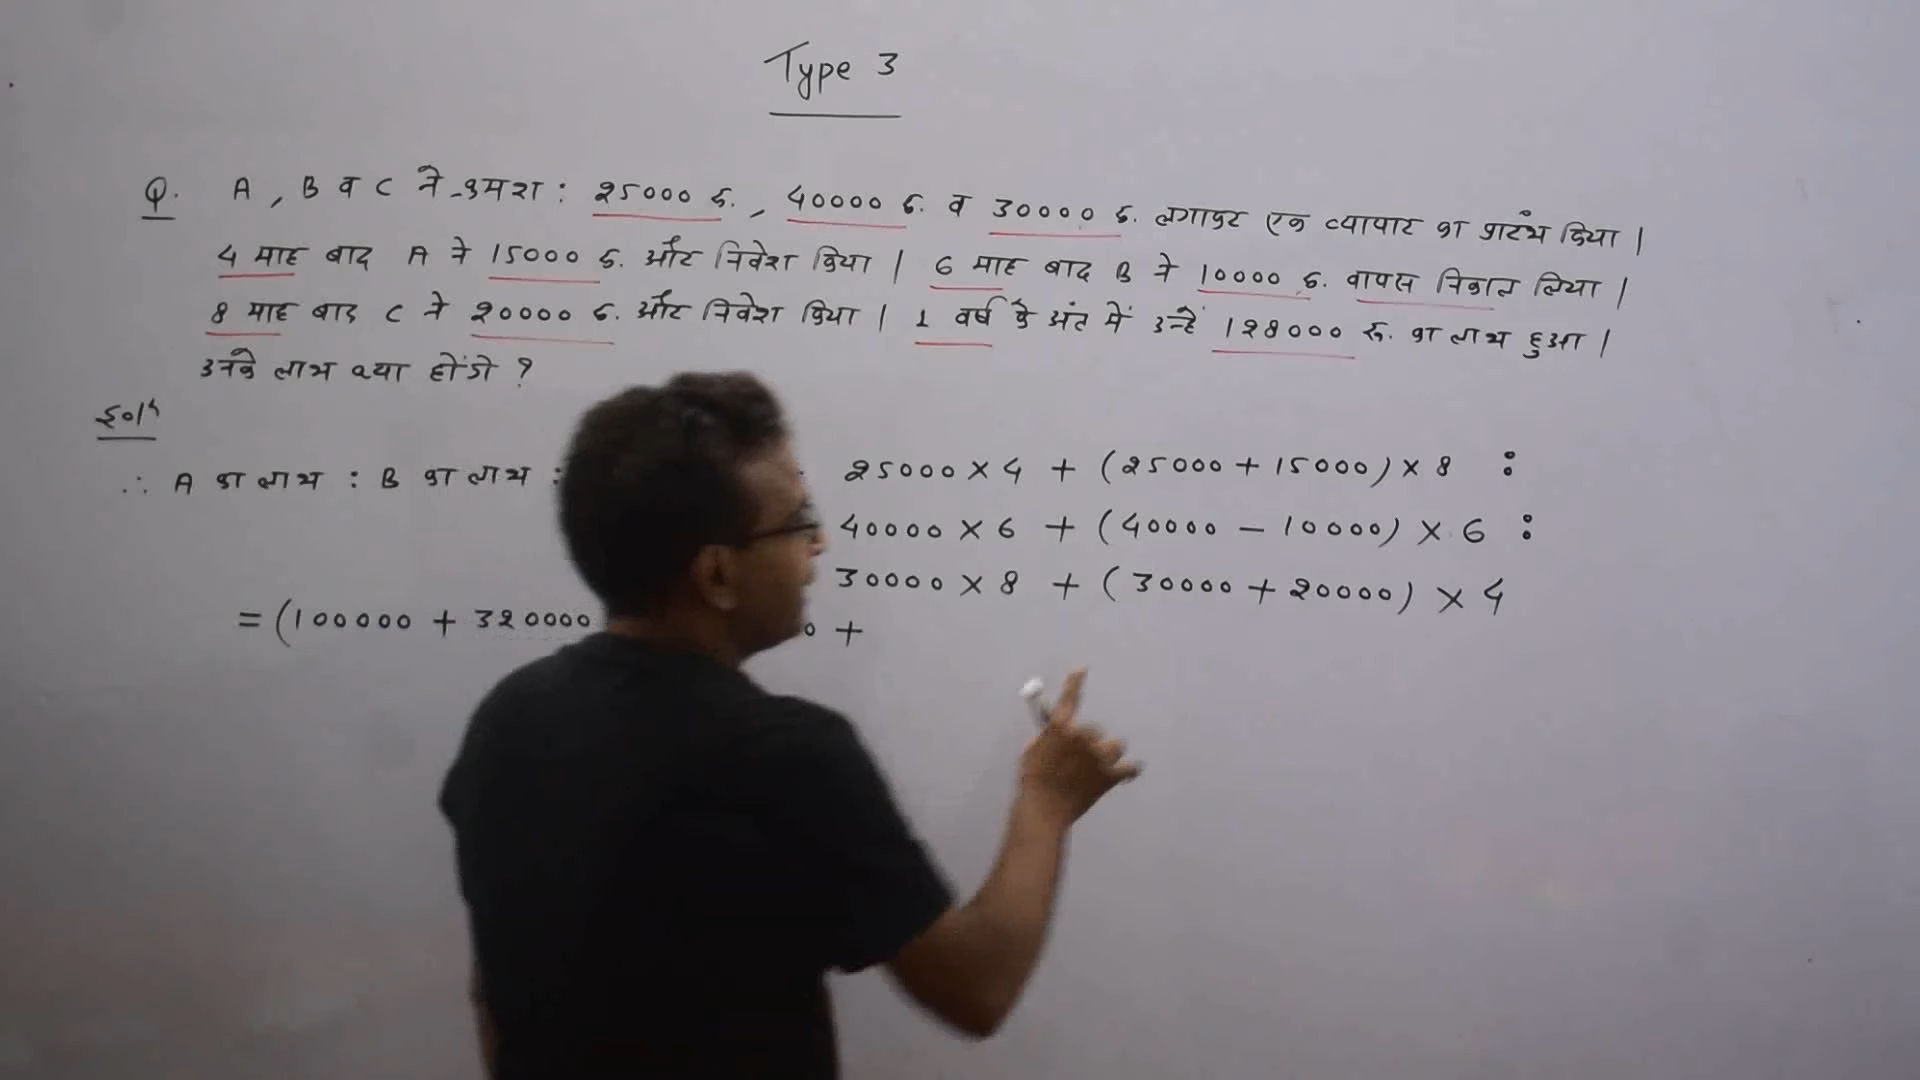 Type 3
Q. A, B व C ने क्रमशः 25000 रु., 40000 रु. व 30000 रु. लगाकर एक व्यापार का प्रारंभ किया |
4 माह बाद A ने 15000 रु. और निवेश किया | 6 माह बाद B ने 10000 रु. वापस निकाल लिया |
8 माह बाद C ने 20000 रु. और निवेश किया | 1 वर्ष के अंत में उन्हें 128000 रू. का लाभ हुआ |
उनके लाभ क्या होंगे ?
Solⁿ
∴ A का लाभ : B का लाभ : 25000 × 4 + (25000 + 15000) × 8 :
40000 × 6 + (40000 − 10000) × 6 :
30000 × 8 + (30000 + 20000) × 4
= (100000 + 320000 0 +